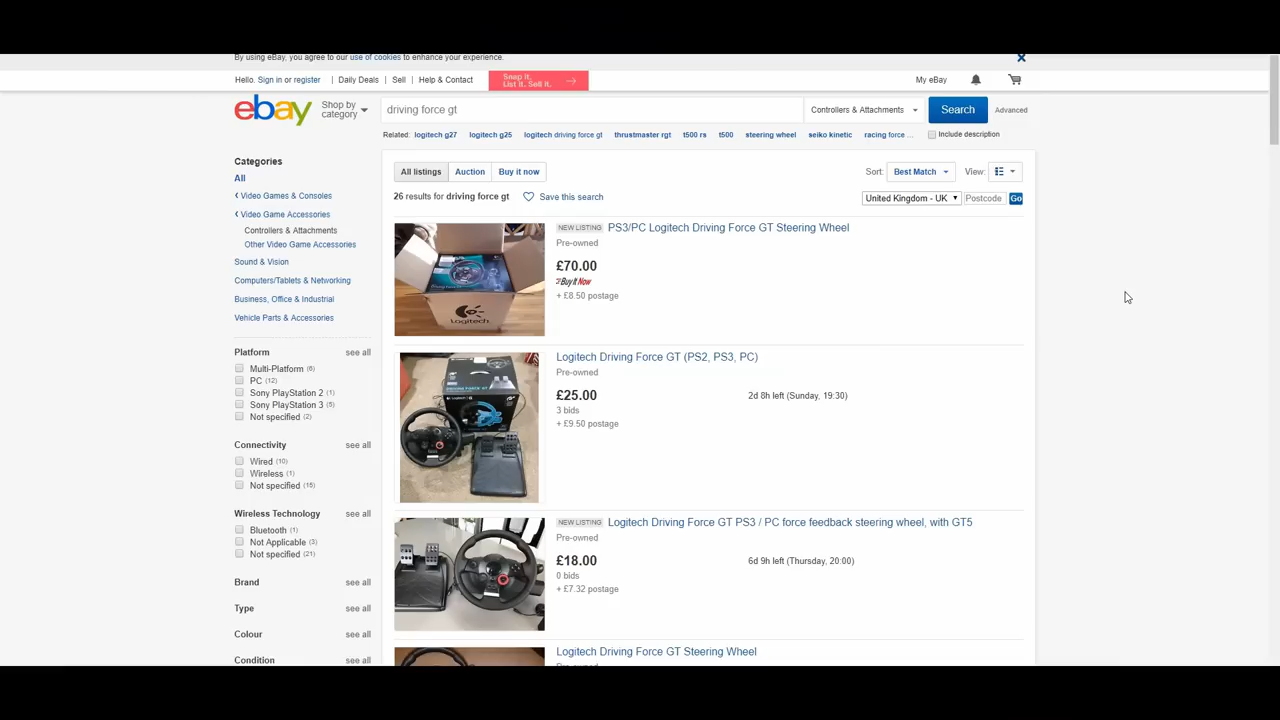 By using eBay, you agree to our use of cookies to enhance your experience.
Hello. Sign in or register | Daily Deals | Sell | Help & Contact
Snap it. List it. Sell it.
My eBay
ebay
Shop by category
driving force gt
Controllers & Attachments
Search
Advanced
Related: logitech g27 logitech g25 logitech driving force gt thrustmaster rgt t500 rs t500 steering wheel seiko kinetic racing force ...
Include description
Categories
All
Video Games & Consoles
Video Game Accessories
Controllers & Attachments
Other Video Game Accessories
Sound & Vision
Computers/Tablets & Networking
Business, Office & Industrial
Vehicle Parts & Accessories
Platform see all
Multi-Platform (6)
PC (12)
Sony PlayStation 2 (1)
Sony PlayStation 3 (5)
Not specified (2)
Connectivity see all
Wired (10)
Wireless (1)
Not specified (15)
Wireless Technology see all
Bluetooth (1)
Not Applicable (3)
Not specified (21)
Brand see all
Type see all
Colour see all
Condition see all
All listings Auction Buy it now
Sort: Best Match View:
26 results for driving force gt Save this search
United Kingdom - UK Postcode Go
NEW LISTING PS3/PC Logitech Driving Force GT Steering Wheel
Pre-owned
£70.00
Buy It Now
+ £8.50 postage
Logitech
Logitech Driving Force GT (PS2, PS3, PC)
Pre-owned
£25.00 2d 8h left (Sunday, 19:30)
3 bids
+ £9.50 postage
NEW LISTING Logitech Driving Force GT PS3 / PC force feedback steering wheel, with GT5
Pre-owned
£18.00 6d 9h left (Thursday, 20:00)
0 bids
+ £7.32 postage
Logitech Driving Force GT Steering Wheel